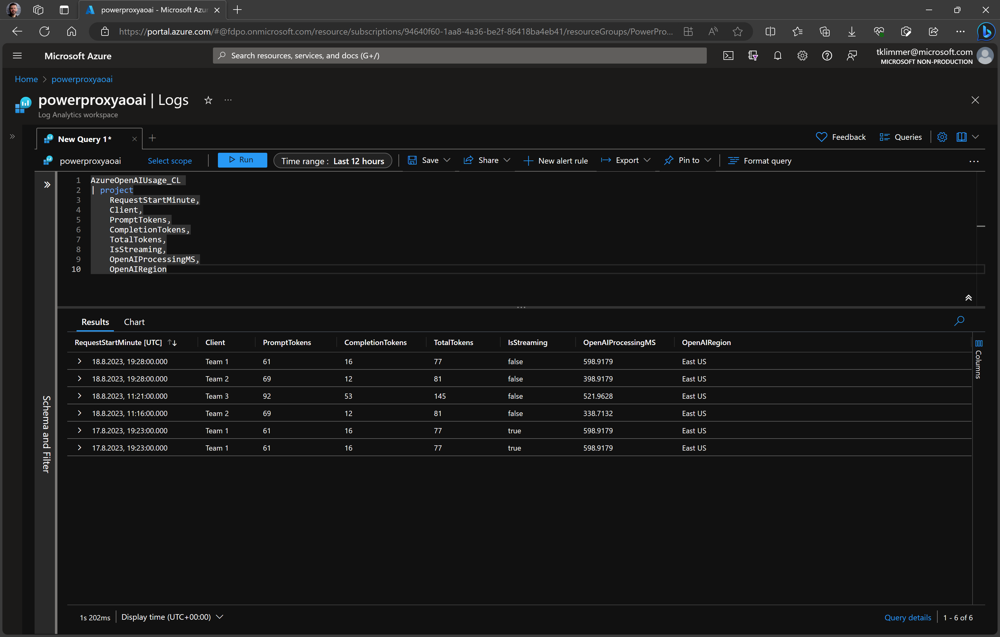 powerproxyaoai - Microsoft Azur
https://portal.azure.com/#@fdpo.onmicrosoft.com/resource/subscriptions/94640f60-1aa8-4a36-be2f-86418ba4eb41/resourceGroups/PowerPro...
Microsoft Azure
Search resources, services, and docs (G+/)
tklimmer@microsoft.com
MICROSOFT NON-PRODUCTION
Home > powerproxyaoai
powerproxyaoai | Logs
Log Analytics workspace
New Query 1*
Feedback Queries
powerproxyaoai Select scope Run Time range : Last 12 hours Save Share New alert rule Export Pin to Format query
1 AzureOpenAIUsage_CL
2 | project
3 RequestStartMinute,
4 Client,
5 PromptTokens,
6 CompletionTokens,
7 TotalTokens,
8 IsStreaming,
9 OpenAIProcessingMS,
10 OpenAIRegion
Schema and Filter
Results Chart
RequestStartMinute [UTC] Client PromptTokens CompletionTokens TotalTokens IsStreaming OpenAIProcessingMS OpenAIRegion
18.8.2023, 19:28:00.000 Team 1 61 16 77 false 598.9179 East US
18.8.2023, 19:28:00.000 Team 2 69 12 81 false 398.9179 East US
18.8.2023, 11:21:00.000 Team 3 92 53 145 false 521.9628 East US
18.8.2023, 11:16:00.000 Team 2 69 12 81 false 338.7132 East US
17.8.2023, 19:23:00.000 Team 1 61 16 77 true 598.9179 East US
17.8.2023, 19:23:00.000 Team 1 61 16 77 true 598.9179 East US
Columns
1s 202ms Display time (UTC+00:00)
Query details 1 - 6 of 6